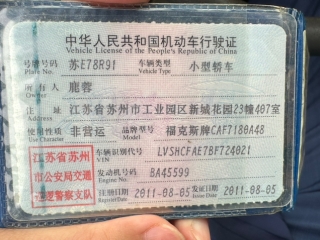 中华人民共和国机动车行驶证
Vehicle License of the People's Republic of China
号牌号码 苏E78R91 车辆类型 小型轿车
Plate No. Vehicle Type
所有人 鹿蓉
Owner
住址 江苏省苏州市工业园区新城花园23幢407室
Address
使用性质 非营运 品牌型号 福克斯牌CAF7180A48
江苏省苏州市公安局交通巡逻警察支队
车辆识别代号 LVSHCFAE7BF724021
VIN
发动机号码 BA45599
Engine No.
注册日期 2011-08-05 发证日期 2011-08-05
Register Date Issue Date